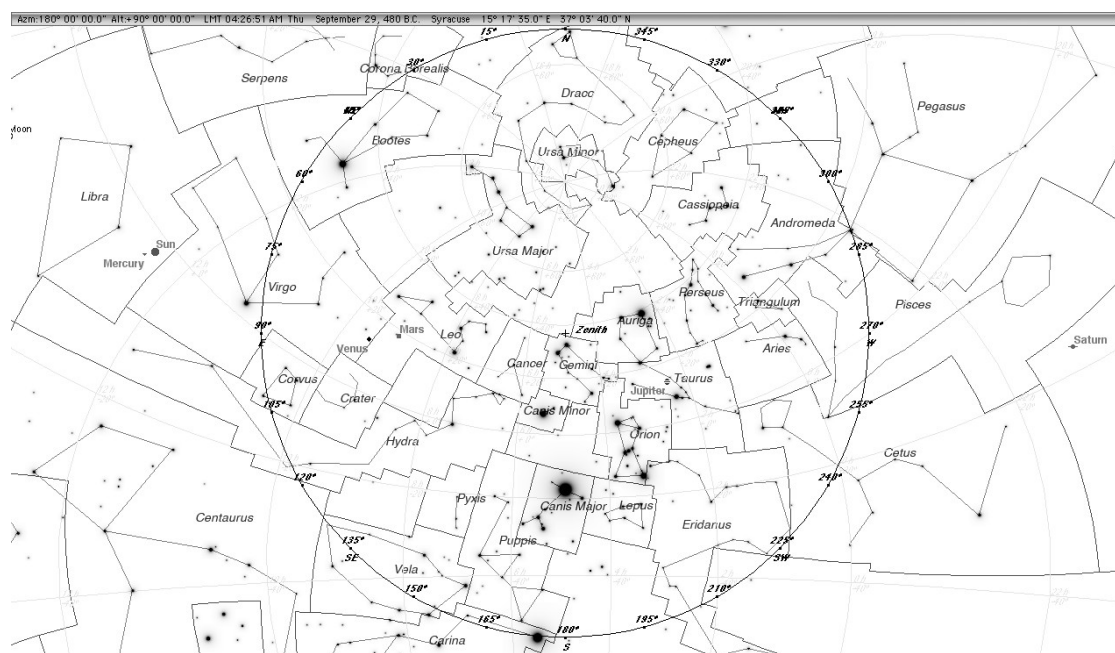 Azm:180° 00' 00.0" Alt:+ 90° 00' 00.0" LMT 04:26:51 AM Thu September 29, 480 B.C. Syracuse 15° 17' 35.0" E 37° 03' 40.0" N
15° N 345°
Corona Borealis
30° 330°
Serpens
Draco
Pegasus
Moon
Bootes Ursa Minor Cepheus
60° 300°
Libra
Cassiopeia
Andromeda
75° Sun Ursa Major 285°
Mercury
Virgo Perseus
Triangulum Pisces
Auriga
90° E Venus Mars Leo Zenith Aries 270° W Saturn
Cancer Gemini
Corvus Crater Jupiter Taurus
105° Canis Minor 255°
Hydra Orion
Cetus
120° 240°
Pyxis Canis Major Lepus
Centaurus
Puppis Eridanus
135° SE 225° SW
Vela
150° 210°
165° 180° S 195°
Carina